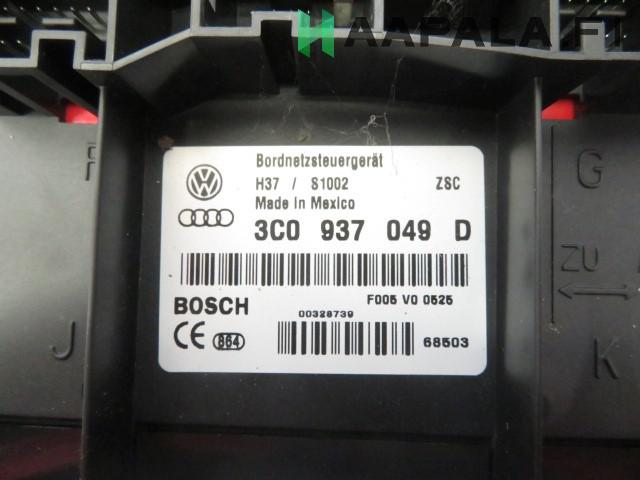 HAAPALA.FI
Bordnetzsteuergerät
H37 / S1002 ZSC
Made in Mexico
3C0 937 049 D
F005 V0 0525
BOSCH
00328739
CE 864
68503
G
ZU
J
K